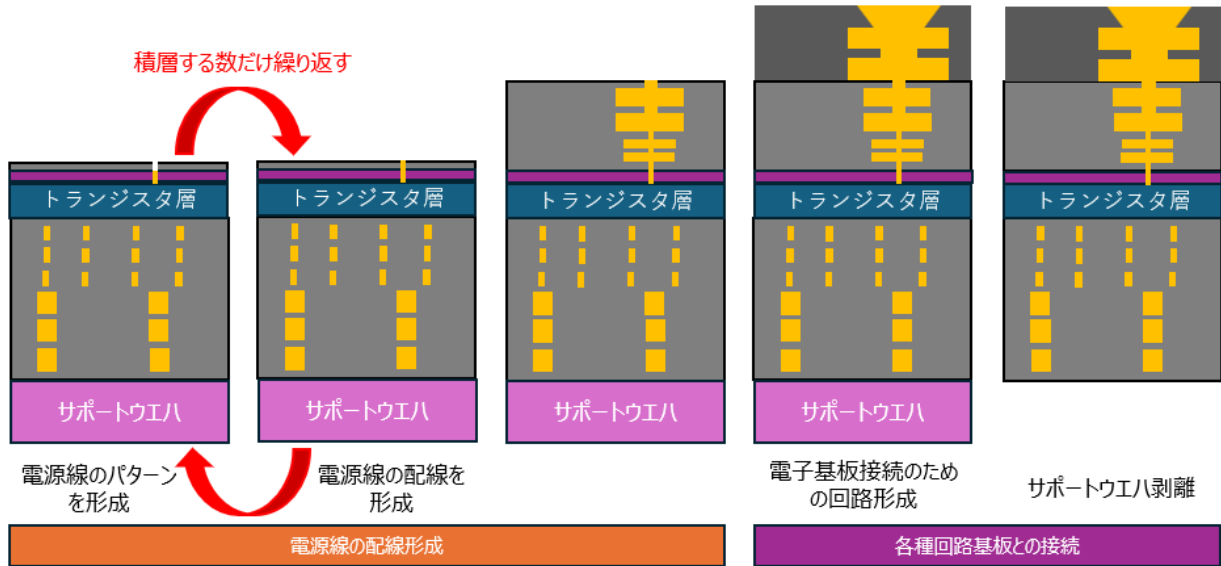 積層する数だけ繰り返す
トランジスタ層
トランジスタ層
トランジスタ層
トランジスタ層
トランジスタ層
サポートウエハ
サポートウエハ
サポートウエハ
サポートウエハ
電源線のパターン
を形成
電源線の配線を
形成
電子基板接続のため
の回路形成
サポートウエハ剥離
電源線の配線形成
各種回路基板との接続